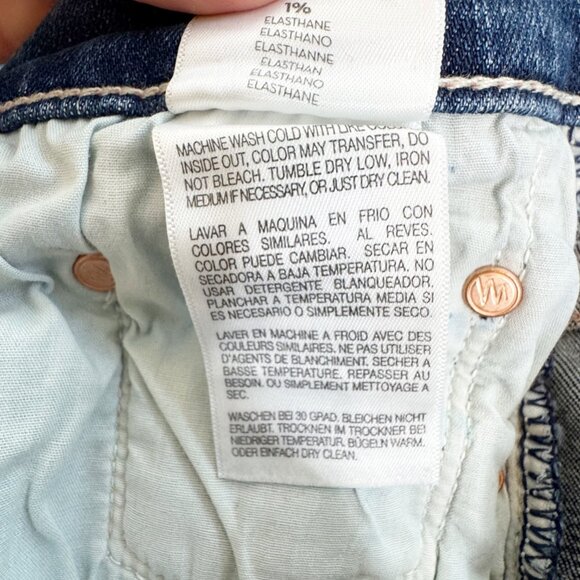 1%
ELASTHANE
ELASTHANO
ELASTHANNE
ELASTHAN
ELASTHANO
ELASTHANE
MACHINE WASH COLD WITH LIKE
INSIDE OUT, COLOR MAY TRANSFER, DO
NOT BLEACH. TUMBLE DRY LOW, IRON
MEDIUM IF NECESSARY, OR JUST DRY CLEAN.
LAVAR A MAQUINA EN FRIO CON
COLORES SIMILARES. AL REVES.
COLOR PUEDE CAMBIAR. SECAR EN
SECADORA A BAJA TEMPERATURA. NO
USAR DETERGENTE BLANQUEADOR.
PLANCHAR A TEMPERATURA MEDIA SI
ES NECESARIO O SIMPLEMENTE SECO.
LAVER EN MACHINE A FROID AVEC DES
COULEURS SIMILAIRES. NE PAS UTILISER
D'AGENTS DE BLANCHIMENT. SECHER A
BASSE TEMPERATURE. REPASSER AU
BESOIN. OU SIMPLEMENT METTOYAGE A
SEC.
WASCHEN BEI 30 GRAD. BLEICHEN NICHT
ERLAUBT. TROCKNEN IM TROCKNER BEI
NIEDRIGER TEMPERATUR. BÜGELN WARM.
ODER EINFACH DRY CLEAN.